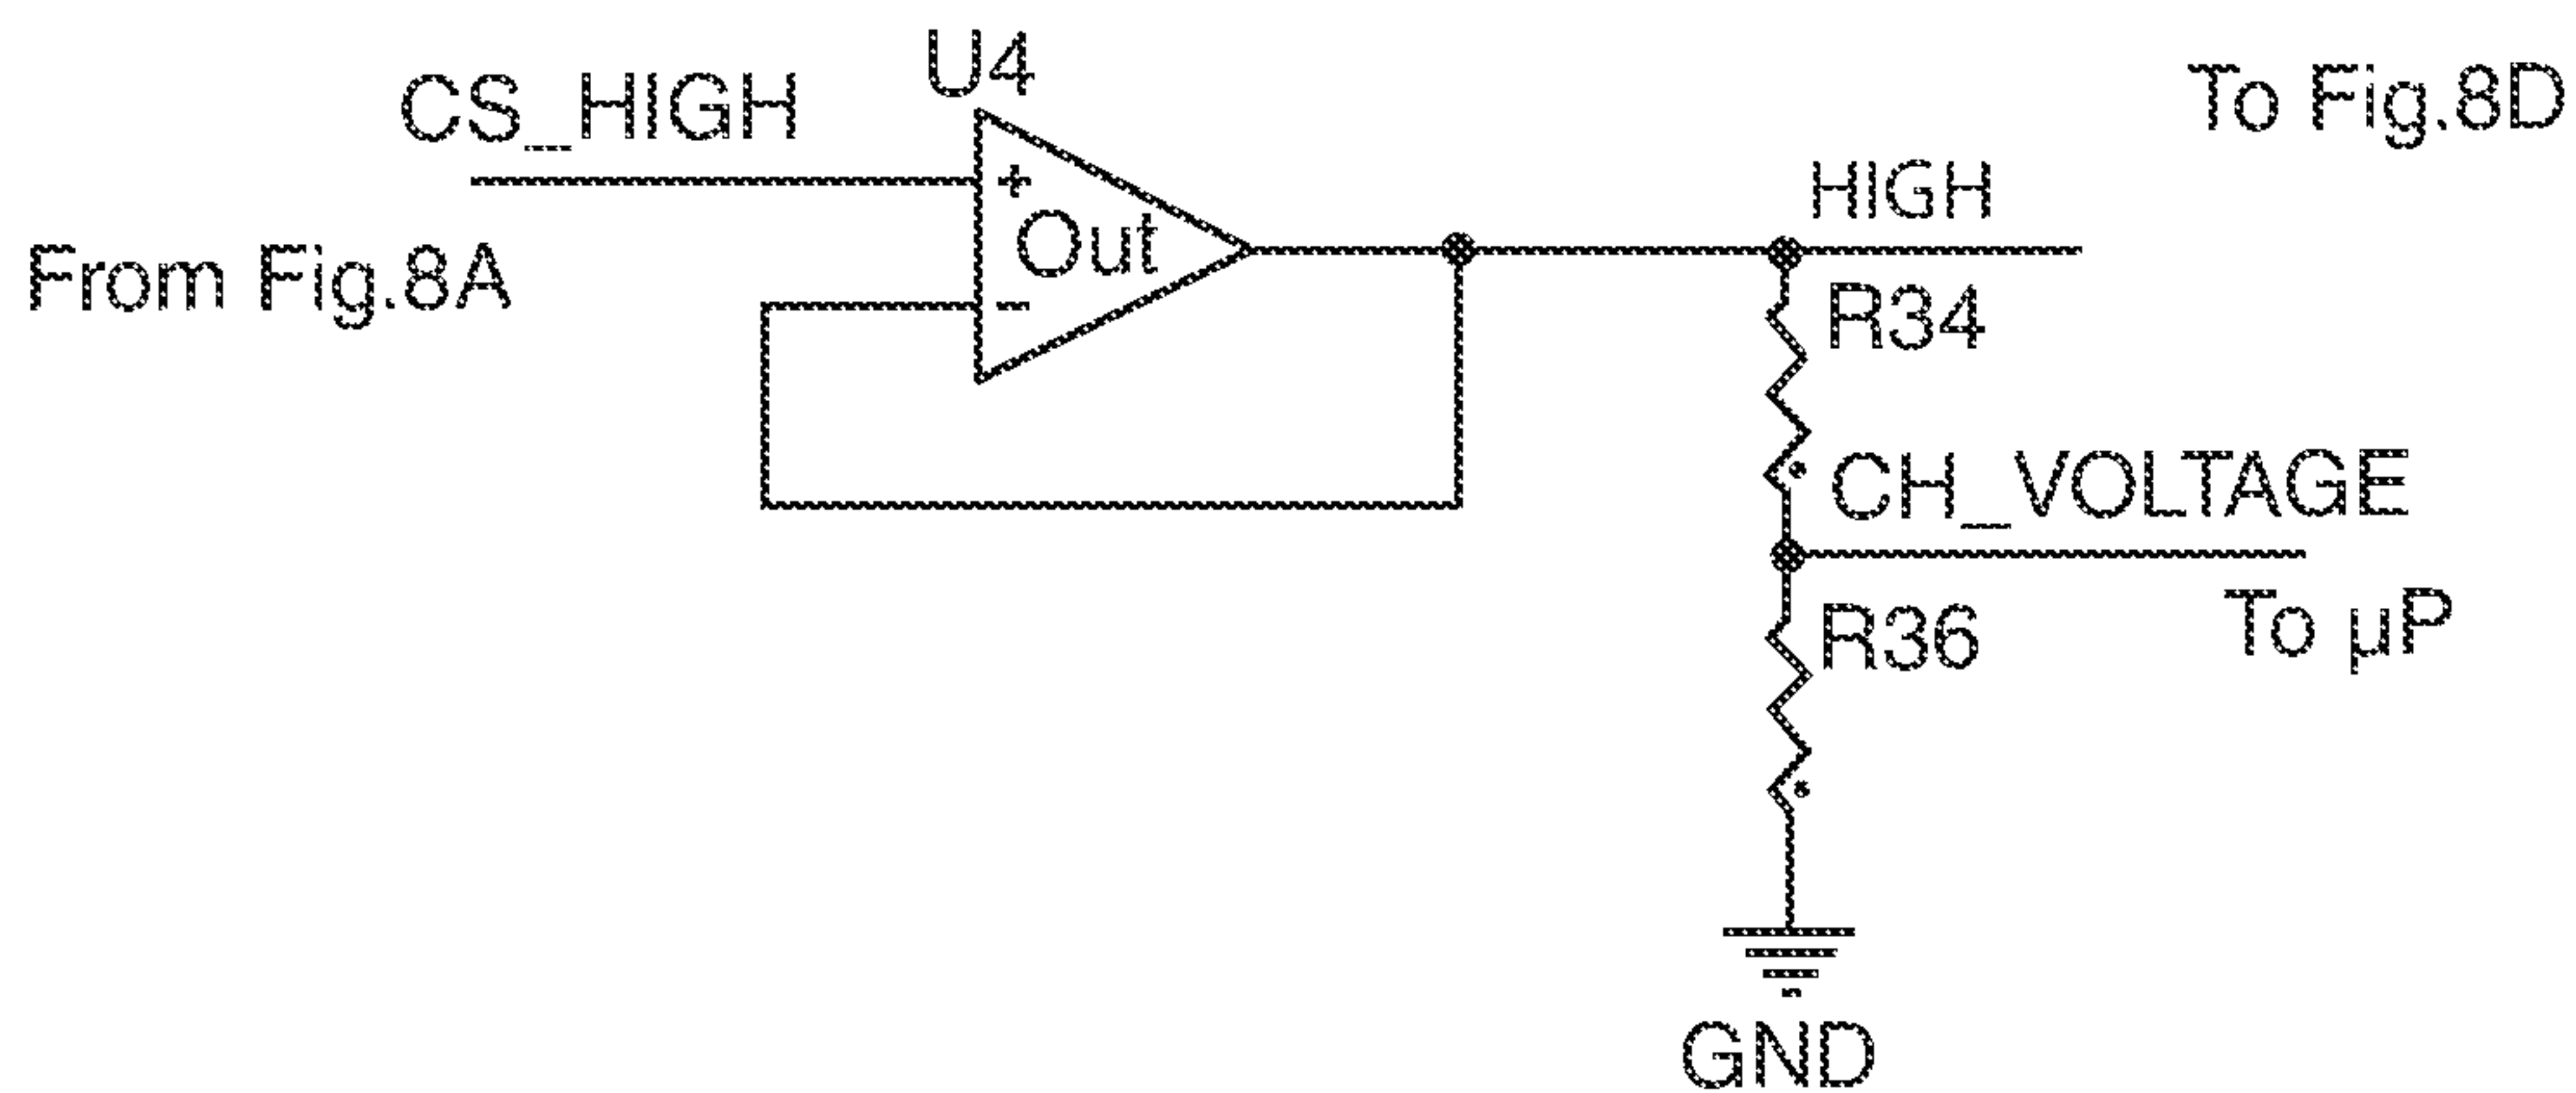 U4
CS_HIGH
To Fig.8D
+
HIGH
Out
From Fig.8A
-
R34
CH_VOLTAGE
R36
To µP
GND